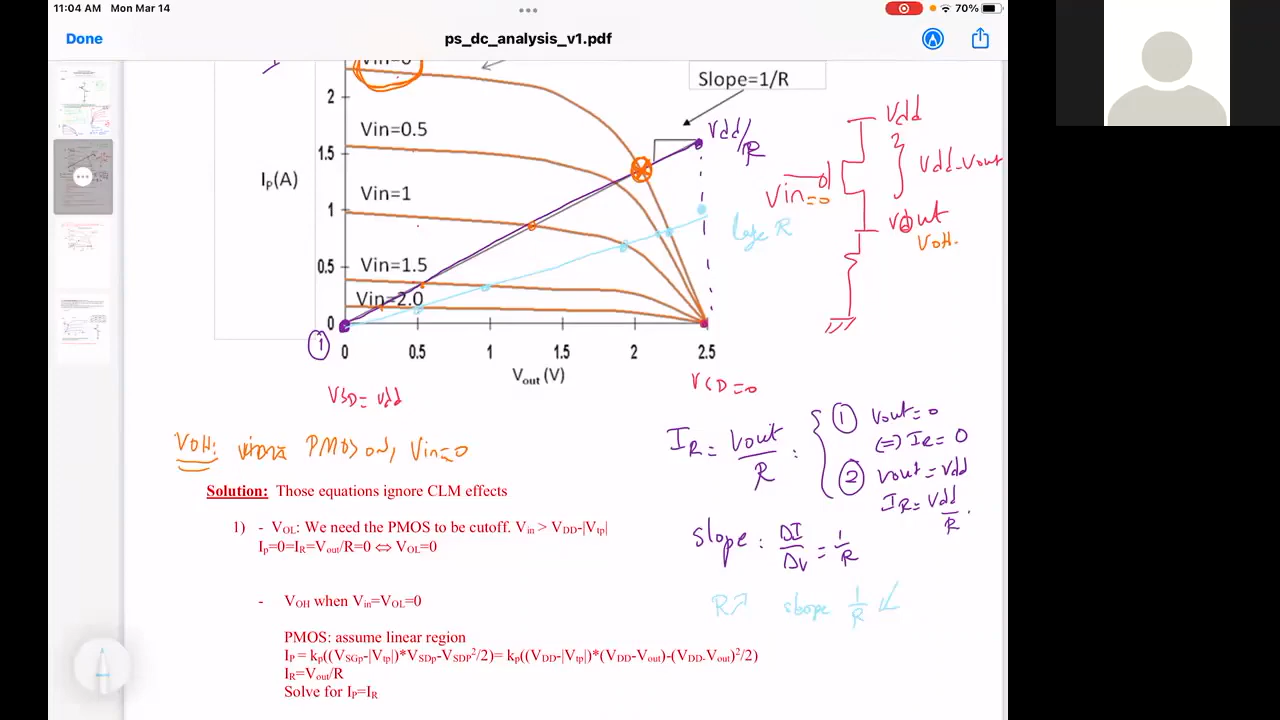 11:04 AM Mon Mar 14
70%
Done
ps_dc_analysis_v1.pdf
Vin=0
Slope=1/R
2
Vin=0.5
Vdd/R
Vdd
1.5
Vdd-Vout
IP(A)
Vin=1
Vin=0
1
Vout
large R
VOH.
0.5
Vin=1.5
Vin=2.0
0
1
0 0.5 1 1.5 2 2.5
Vout (V)
VSD = Vdd
VSD=0
IR = Vout/R :
1 Vout=0
(=) IR = 0
2 Vout=Vdd
IR = Vdd/R.
VOH: PMOS on, Vin=0
Solution: Those equations ignore CLM effects
1) - VOL: We need the PMOS to be cutoff. Vin > VDD-|Vtp|
Ip=0=IR=Vout/R=0 ⇔ VOL=0
slope: ΔI/ΔV = 1/R
- VOH when Vin=VOL=0
R↗ slope 1/R ↙
PMOS: assume linear region
IP = kp((VSGp-|Vtp|)*VSDp-VSDP²/2)= kp((VDD-|Vtp|)*(VDD-Vout)-(VDD-Vout)²/2)
IR=Vout/R
Solve for IP=IR